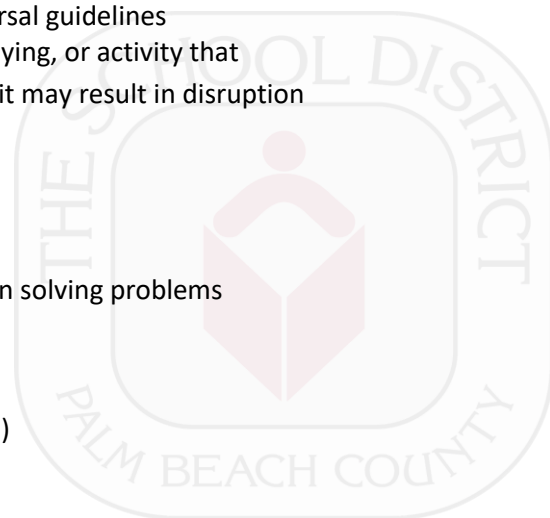 rsal guidelines
ying, or activity that
it may result in disruption
n solving problems
)
THE SCHOOL DISTRICT
PALM BEACH COUNTY